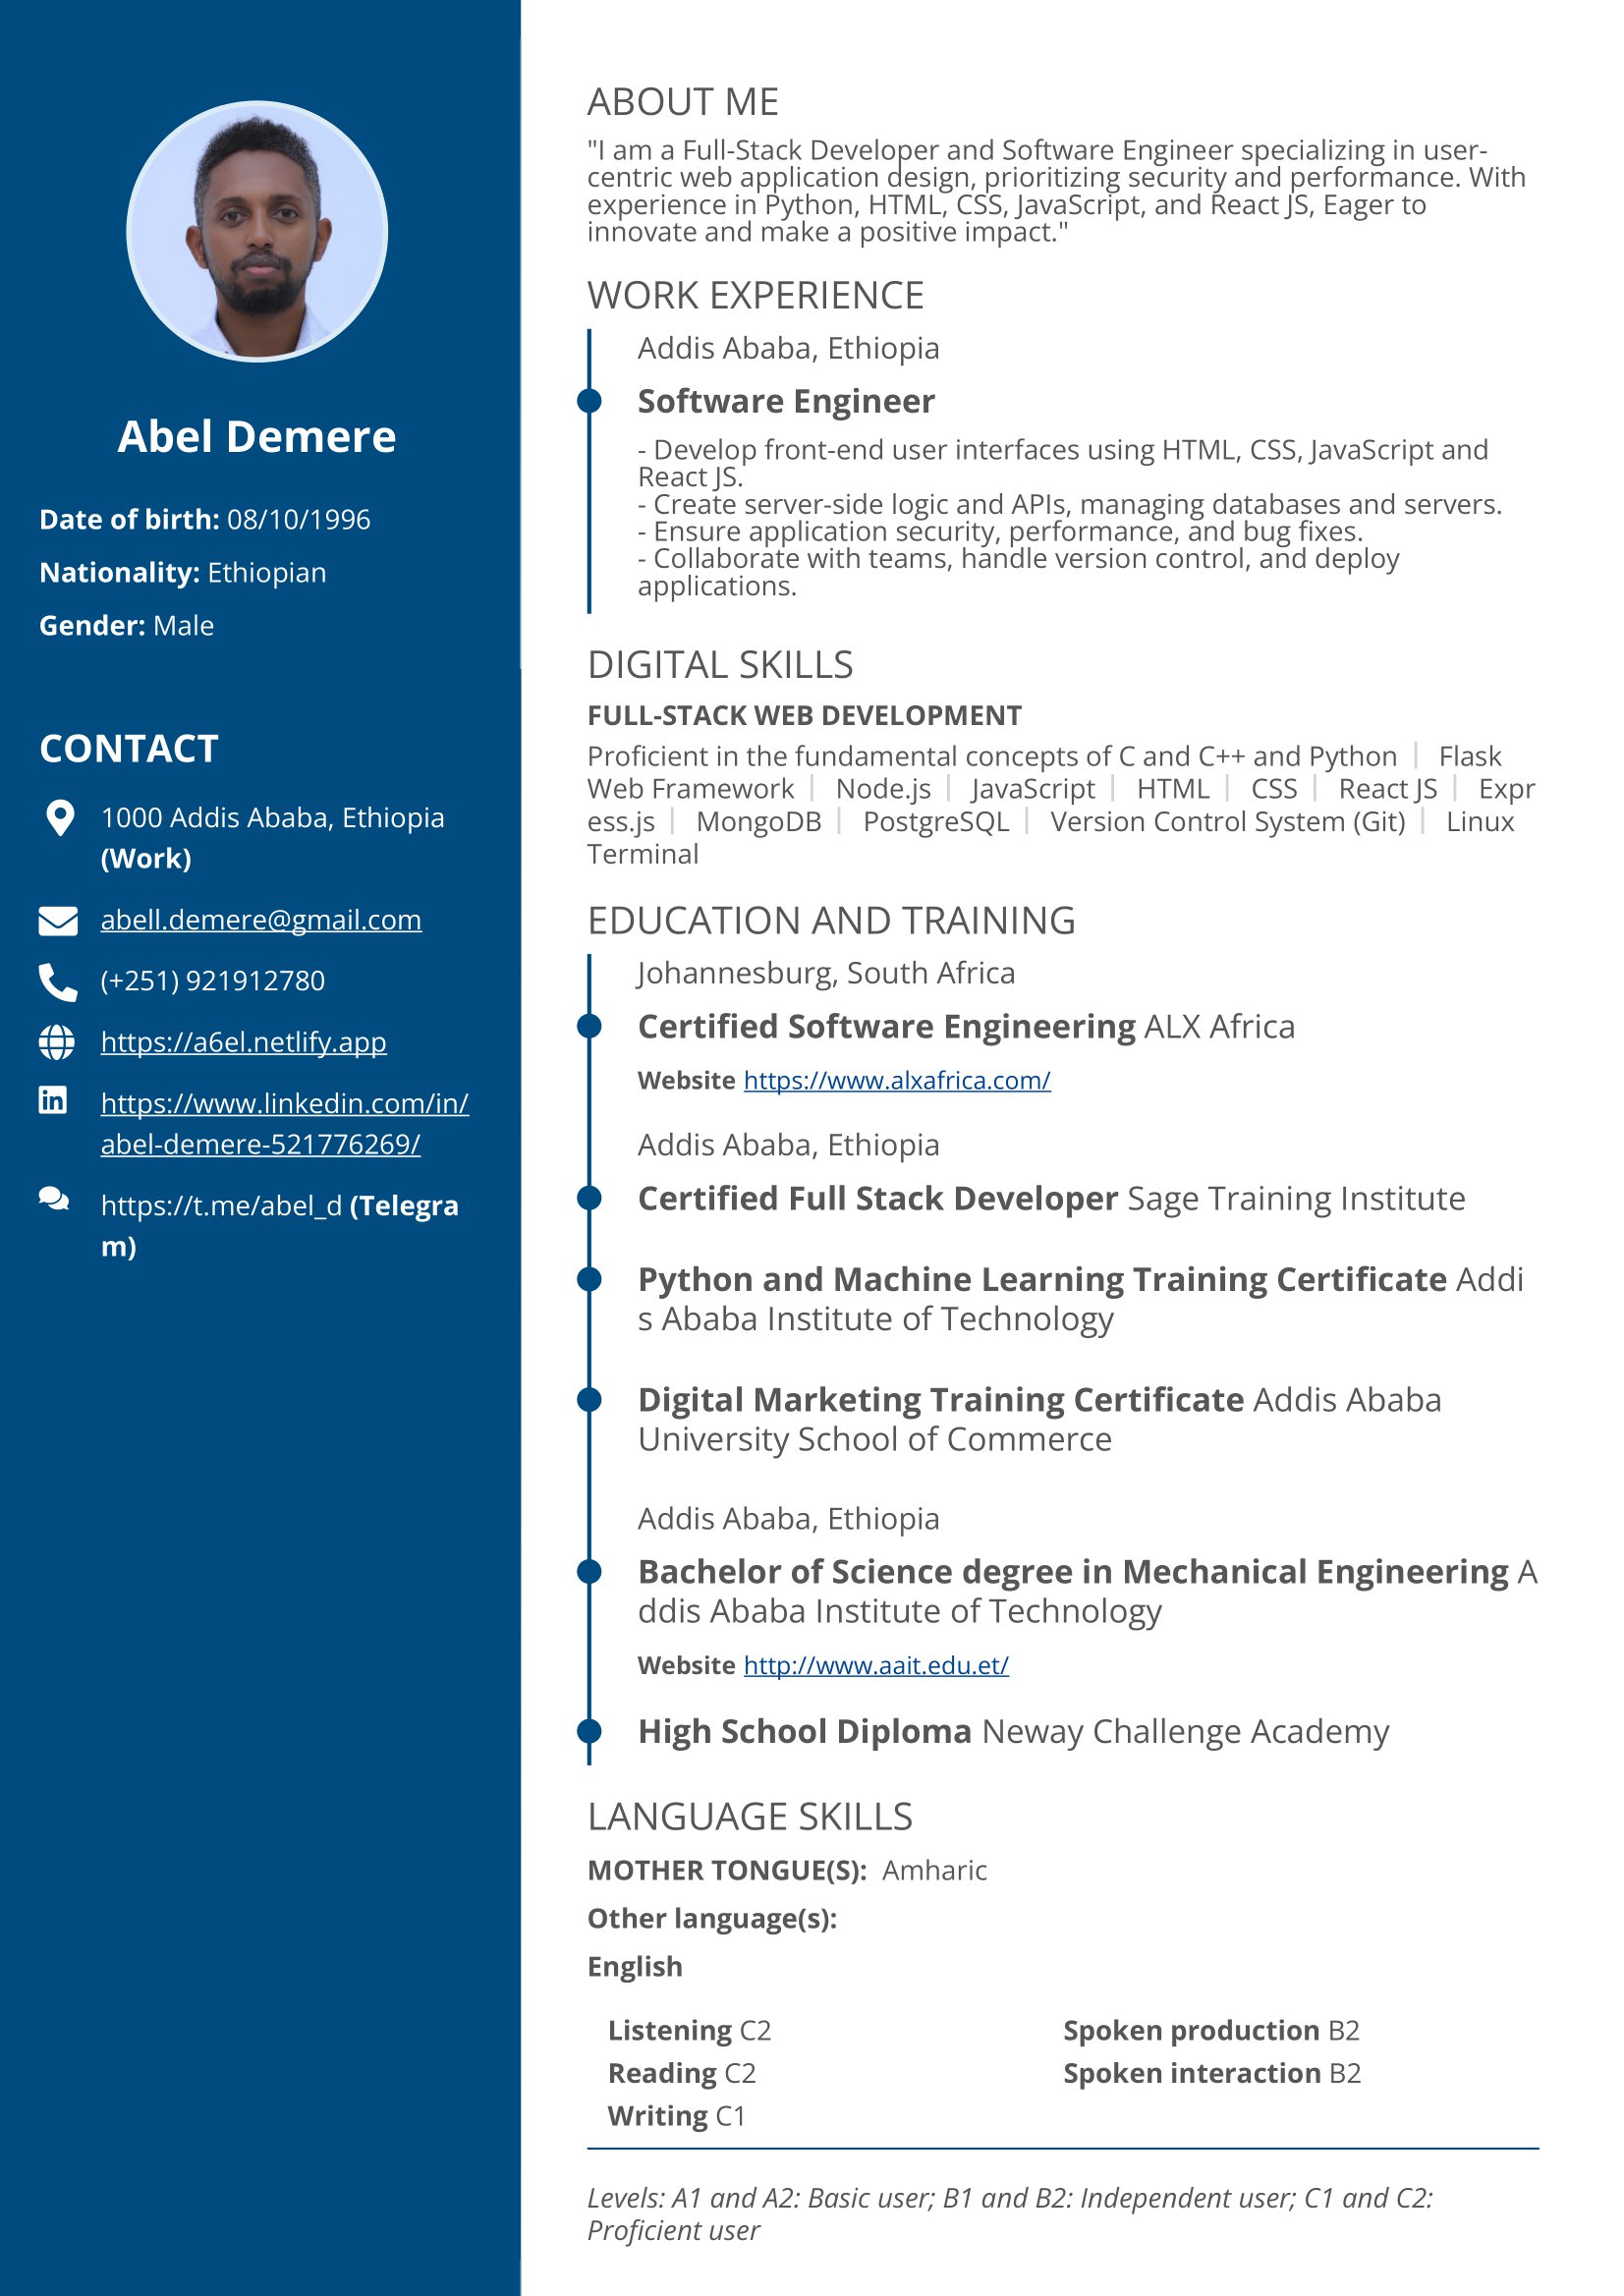 Abel Demere
Date of birth: 08/10/1996
Nationality: Ethiopian
Gender: Male
CONTACT
1000 Addis Ababa, Ethiopia
(Work)
abell.demere@gmail.com
(+251) 921912780
https://a6el.netlify.app
https://www.linkedin.com/in/
abel-demere-521776269/
https://t.me/abel_d (Telegra
m)
ABOUT ME
"I am a Full-Stack Developer and Software Engineer specializing in user-
centric web application design, prioritizing security and performance. With
experience in Python, HTML, CSS, JavaScript, and React JS, Eager to
innovate and make a positive impact."
WORK EXPERIENCE
Addis Ababa, Ethiopia
Software Engineer
- Develop front-end user interfaces using HTML, CSS, JavaScript and
React JS.
- Create server-side logic and APIs, managing databases and servers.
- Ensure application security, performance, and bug fixes.
- Collaborate with teams, handle version control, and deploy
applications.
DIGITAL SKILLS
FULL-STACK WEB DEVELOPMENT
Proficient in the fundamental concepts of C and C++ and Python | Flask
Web Framework | Node.js | JavaScript | HTML | CSS | React JS | Expr
ess.js | MongoDB | PostgreSQL | Version Control System (Git) | Linux
Terminal
EDUCATION AND TRAINING
Johannesburg, South Africa
Certified Software Engineering ALX Africa
Website https://www.alxafrica.com/
Addis Ababa, Ethiopia
Certified Full Stack Developer Sage Training Institute
Python and Machine Learning Training Certificate Addi
s Ababa Institute of Technology
Digital Marketing Training Certificate Addis Ababa
University School of Commerce
Addis Ababa, Ethiopia
Bachelor of Science degree in Mechanical Engineering A
ddis Ababa Institute of Technology
Website http://www.aait.edu.et/
High School Diploma Neway Challenge Academy
LANGUAGE SKILLS
MOTHER TONGUE(S): Amharic
Other language(s):
English
Listening C2 Spoken production B2
Reading C2 Spoken interaction B2
Writing C1
Levels: A1 and A2: Basic user; B1 and B2: Independent user; C1 and C2:
Proficient user